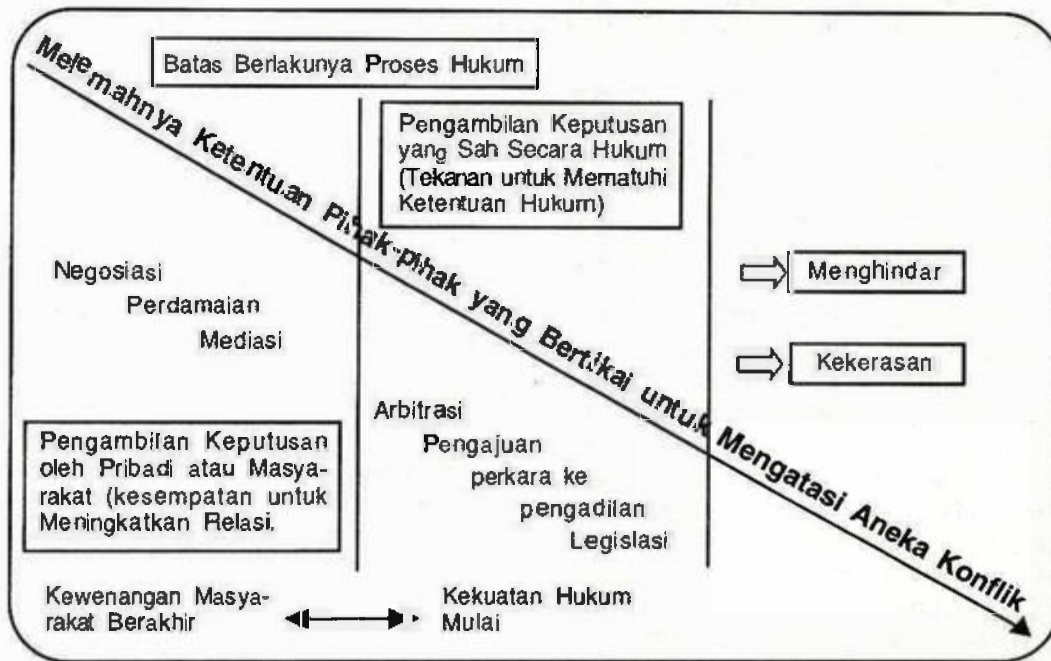 Melemahnya Ketentuan Pihak-pihak yang Bertikai untuk Mengatasi Aneka Konflik
Batas Berlakunya Proses Hukum
Pengambilan Keputusan
yang Sah Secara Hukum
(Tekanan untuk Mematuhi
Ketentuan Hukum)
Negosiasi
Perdamaian
Mediasi
Menghindar
Kekerasan
Arbitrasi
Pengajuan
perkara ke
pengadilan
Legislasi
Pengambilan Keputusan
oleh Pribadi atau Masya-
rakat (kesempatan untuk
Meningkatkan Relasi.
Kewenangan Masya-
rakat Berakhir
Kekuatan Hukum
Mulai